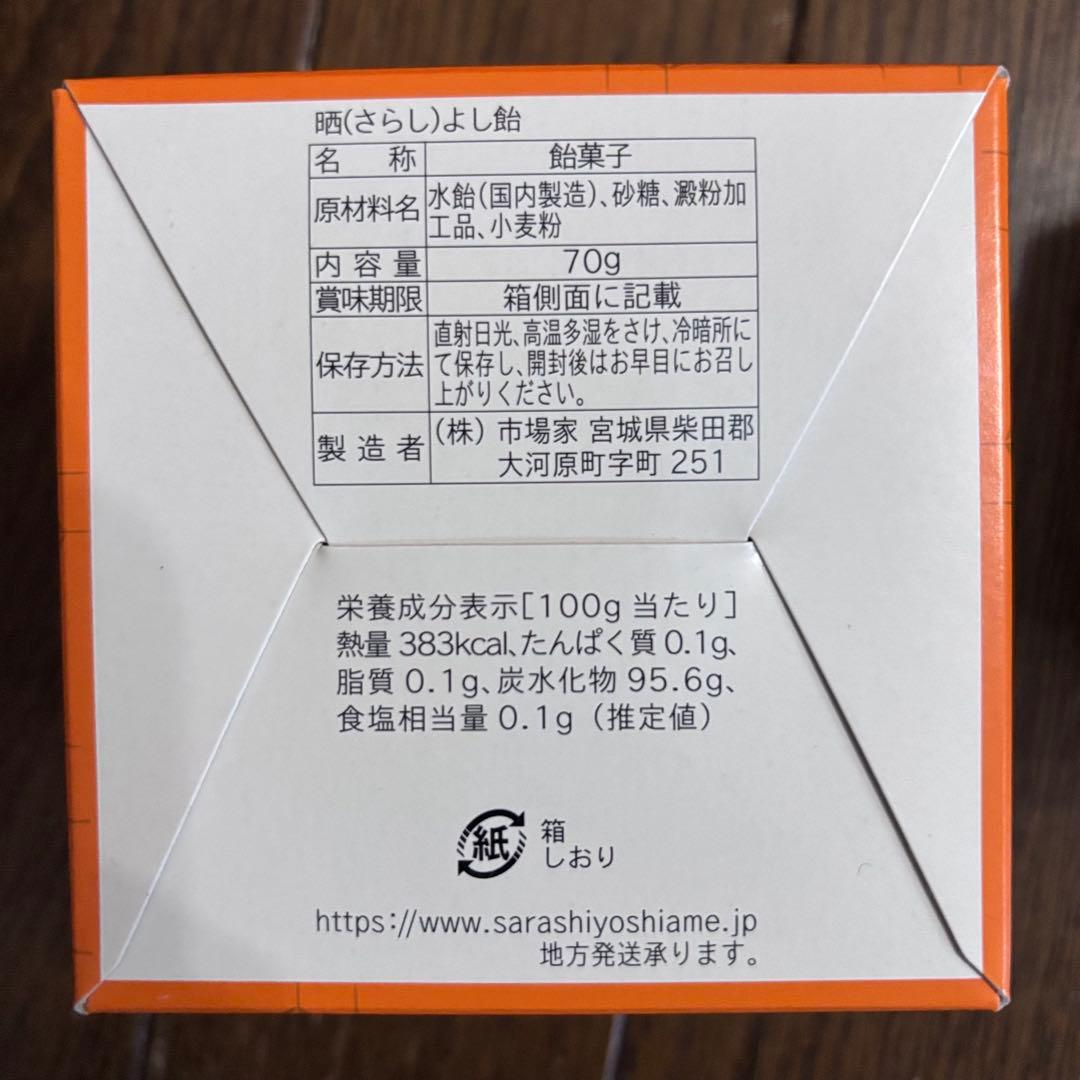 晒(さらし)よし飴
名称 飴菓子
原材料名 水飴(国内製造)、砂糖、澱粉加
工品、小麦粉
内容量 70g
賞味期限 箱側面に記載
保存方法 直射日光、高温多湿をさけ、冷暗所に
て保存し、開封後はお早目にお召し
上がりください。
製造者 (株) 市場家 宮城県柴田郡
大河原町字町 251
栄養成分表示[100g 当たり]
熱量 383kcal、たんぱく質 0.1g、
脂質 0.1g、炭水化物 95.6g、
食塩相当量 0.1g (推定値)
紙 箱
しおり
https://www.sarashiyoshiame.jp
地方発送承ります。